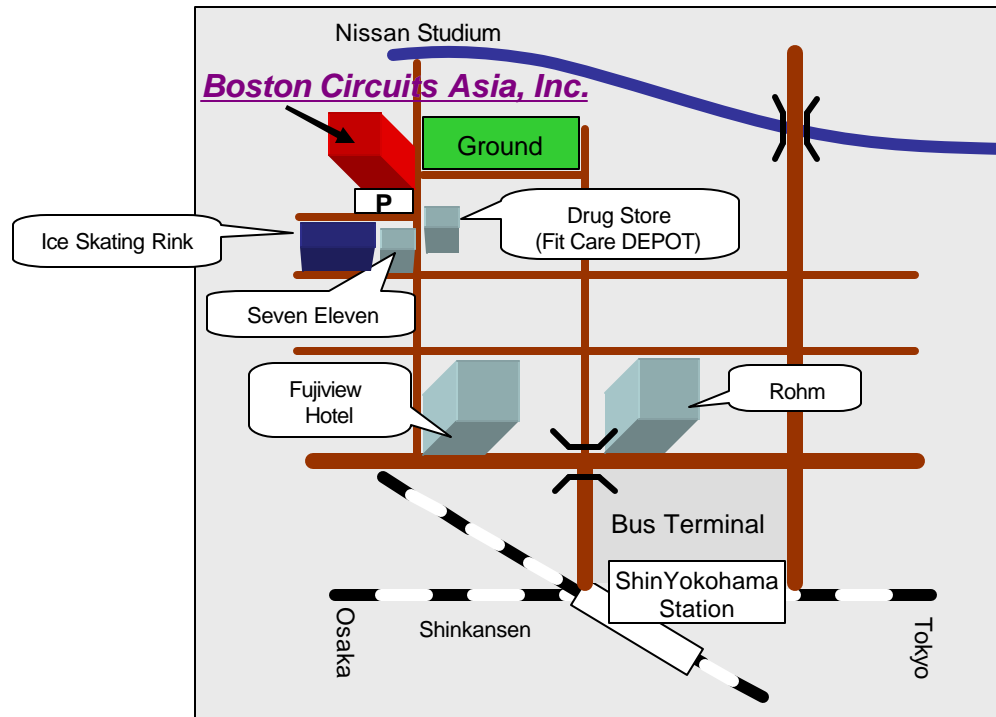 Nissan Studium
Boston Circuits Asia, Inc.
Ground
P
Drug Store
(Fit Care DEPOT)
Ice Skating Rink
Seven Eleven
Fujiview
Hotel
Rohm
Bus Terminal
ShinYokohama
Station
Osaka
Shinkansen
Tokyo